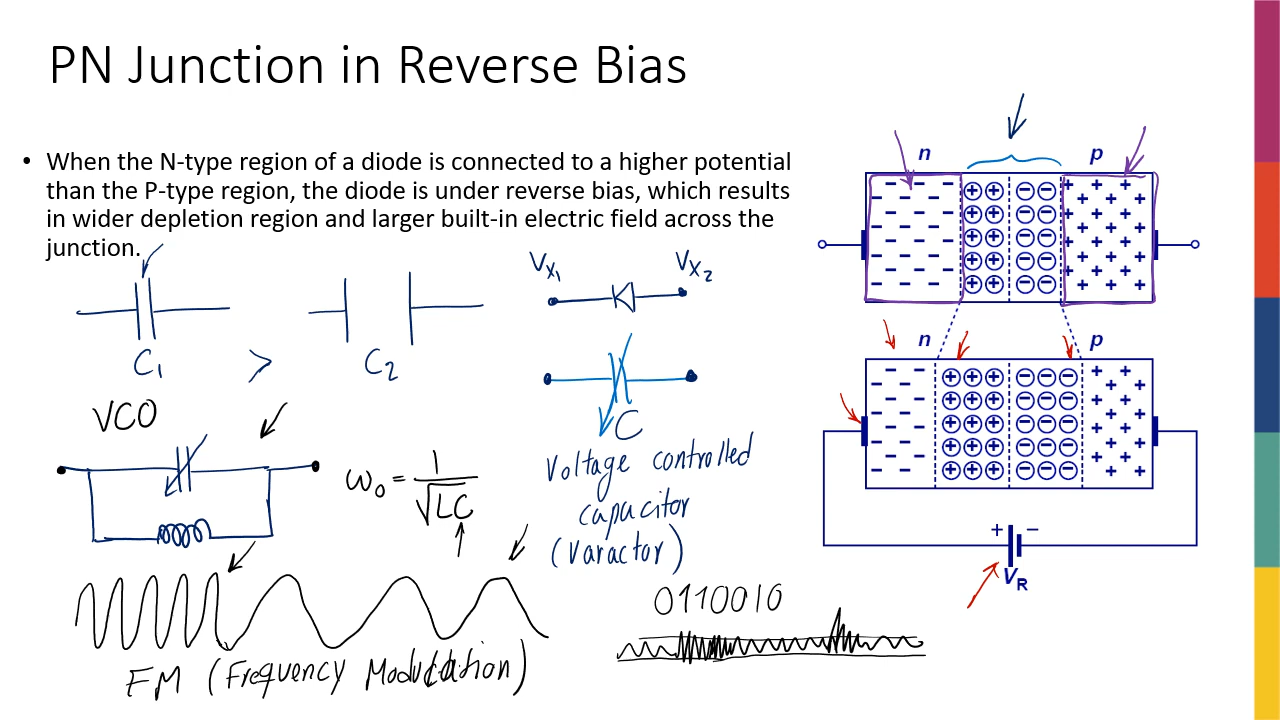 PN Junction in Reverse Bias
• When the N-type region of a diode is connected to a higher potential
than the P-type region, the diode is under reverse bias, which results
in wider depletion region and larger built-in electric field across the
junction.
C₁ > C₂
VCO
ω₀ = 1/√LC
FM (Frequency Modulation)
Vx₁ Vx₂
C
Voltage controlled
capacitor
(Varactor)
0110010
n p
n p
+ −
VR